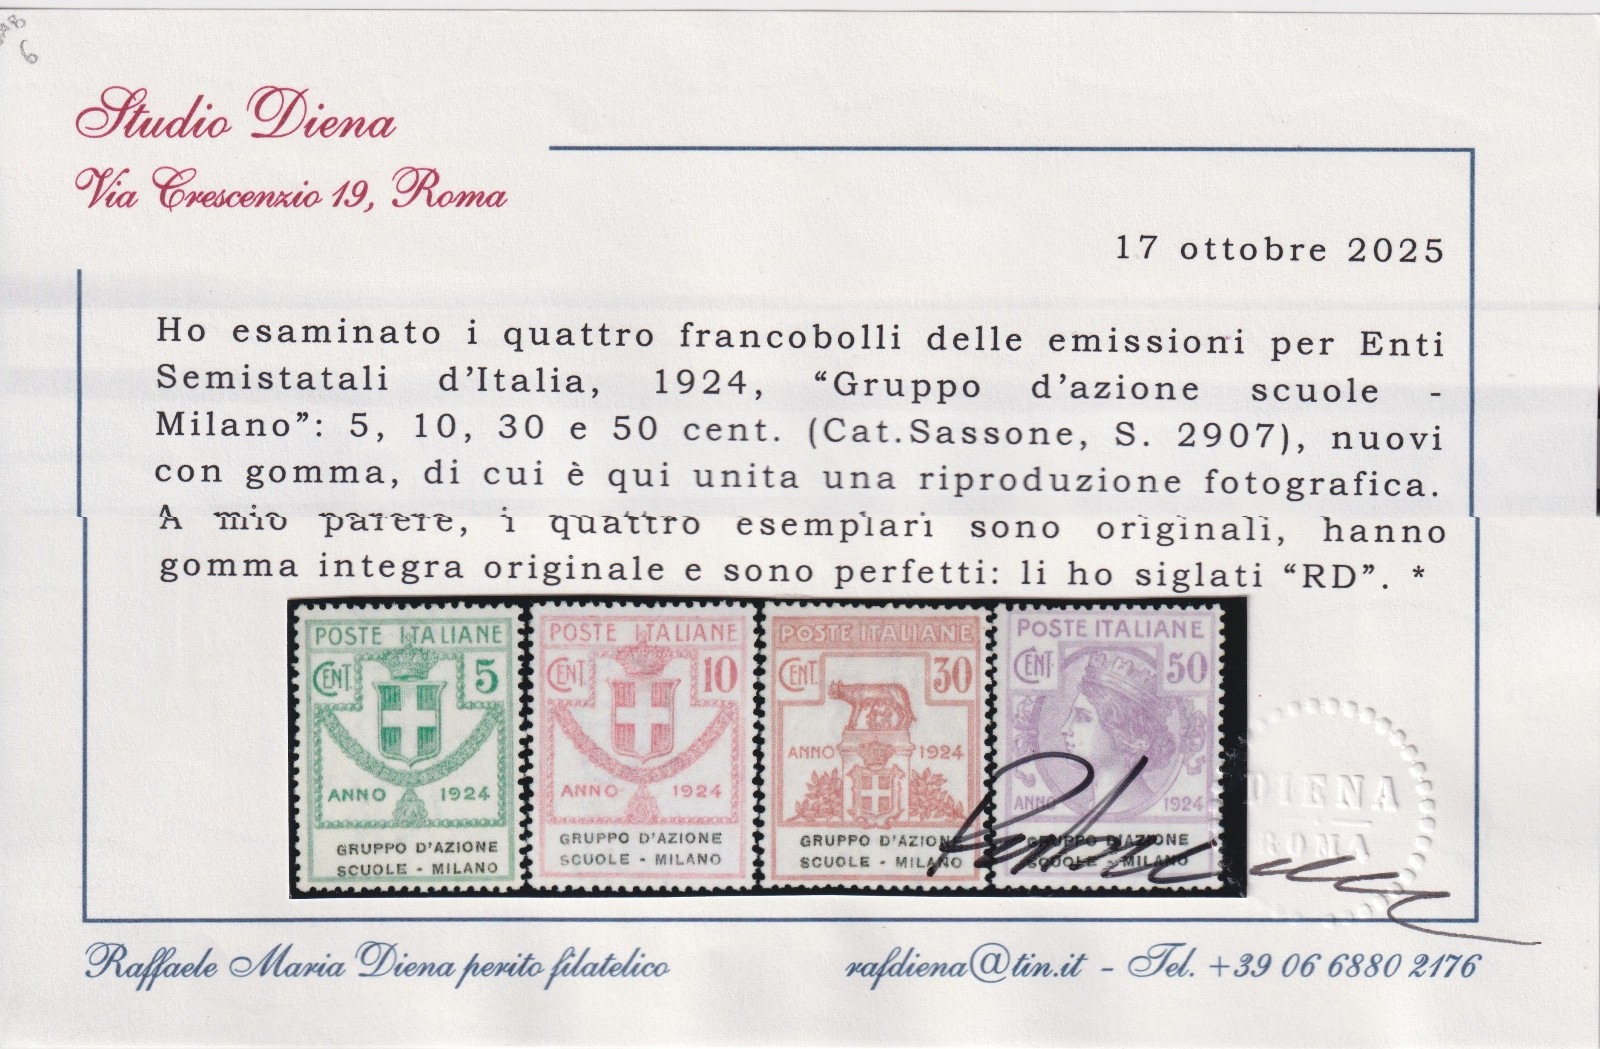 6
Studio Diena
Via Crescenzio 19, Roma
17 ottobre 2025
Ho esaminato i quattro francobolli delle emissioni per Enti
Semistatali d'Italia, 1924, “Gruppo d'azione scuole -
Milano”: 5, 10, 30 e 50 cent. (Cat.Sassone, S. 2907), nuovi
con gomma, di cui è qui unita una riproduzione fotografica.
A mio parere, i quattro esemplari sono originali, hanno
gomma integra originale e sono perfetti: li ho siglati “RD”. *
POSTE ITALIANE
CENT. 5
ANNO 1924
GRUPPO D'AZIONE
SCUOLE - MILANO
POSTE ITALIANE
CENT. 10
ANNO 1924
GRUPPO D'AZIONE
SCUOLE - MILANO
POSTE ITALIANE
CENT. 30
ANNO 1924
GRUPPO D'AZIONE
SCUOLE - MILANO
POSTE ITALIANE
CENT. 50
ANNO 1924
GRUPPO D'AZIONE
SCUOLE - MILANO
DIENA
ROMA
Raffaele Maria Diena perito filatelico
rafdiena@tin.it - Tel. +39 06 6880 2176